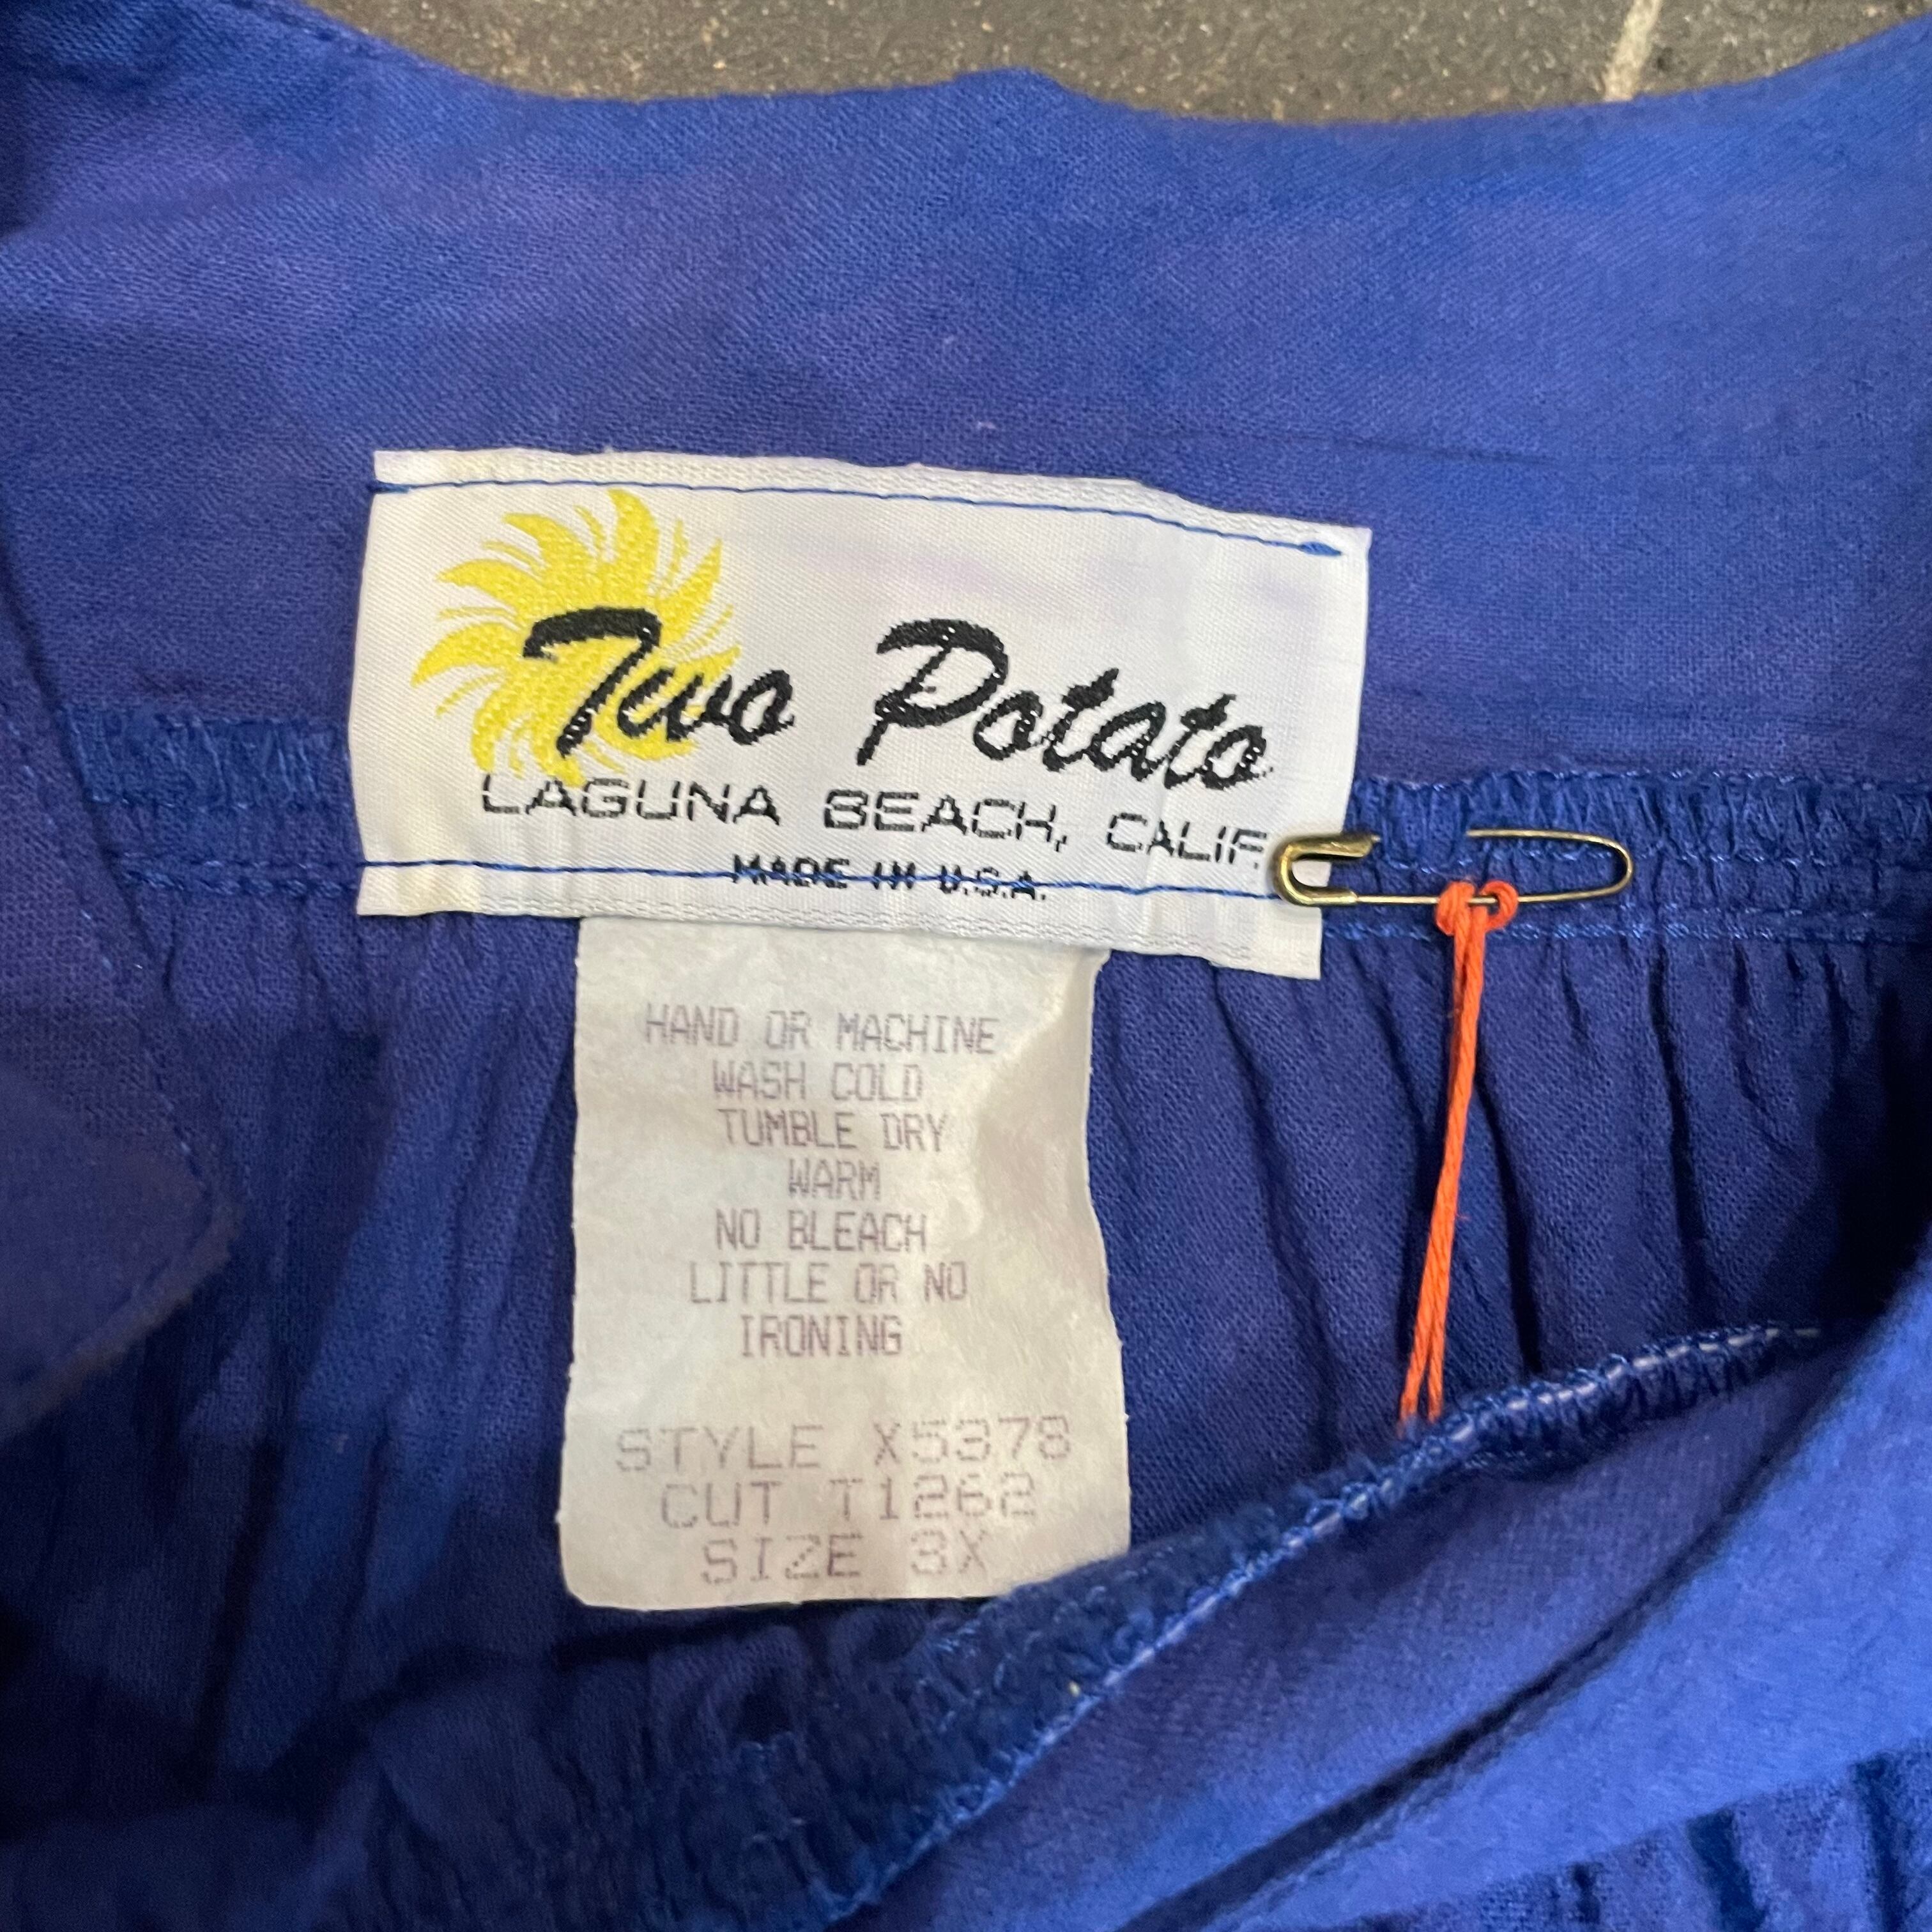 Two Potato
LAGUNA BEACH, CALIF.
MADE IN U.S.A.
HAND OR MACHINE
WASH COLD
TUMBLE DRY
WARM
NO BLEACH
LITTLE OR NO
IRONING
STYLE X5378
CUT T1262
SIZE 3X